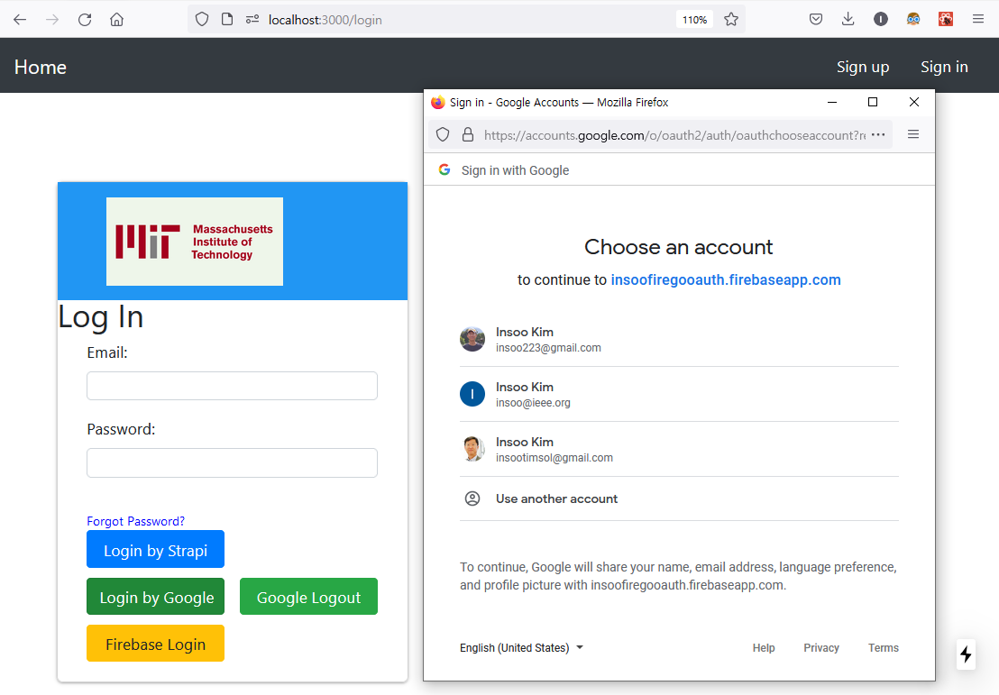 localhost:3000/login
110%
I
Home
Sign up
Sign in
Massachusetts
Institute of
Technology
Log In
Email:
Password:
Forgot Password?
Login by Strapi
Login by Google
Google Logout
Firebase Login
Sign in - Google Accounts — Mozilla Firefox
https://accounts.google.com/o/oauth2/auth/oauthchooseaccount?re
Sign in with Google
Choose an account
to continue to insoofiregooauth.firebaseapp.com
Insoo Kim
insoo223@gmail.com
I
Insoo Kim
insoo@ieee.org
Insoo Kim
insootimsol@gmail.com
Use another account
To continue, Google will share your name, email address, language preference,
and profile picture with insoofiregooauth.firebaseapp.com.
English (United States)
Help
Privacy
Terms